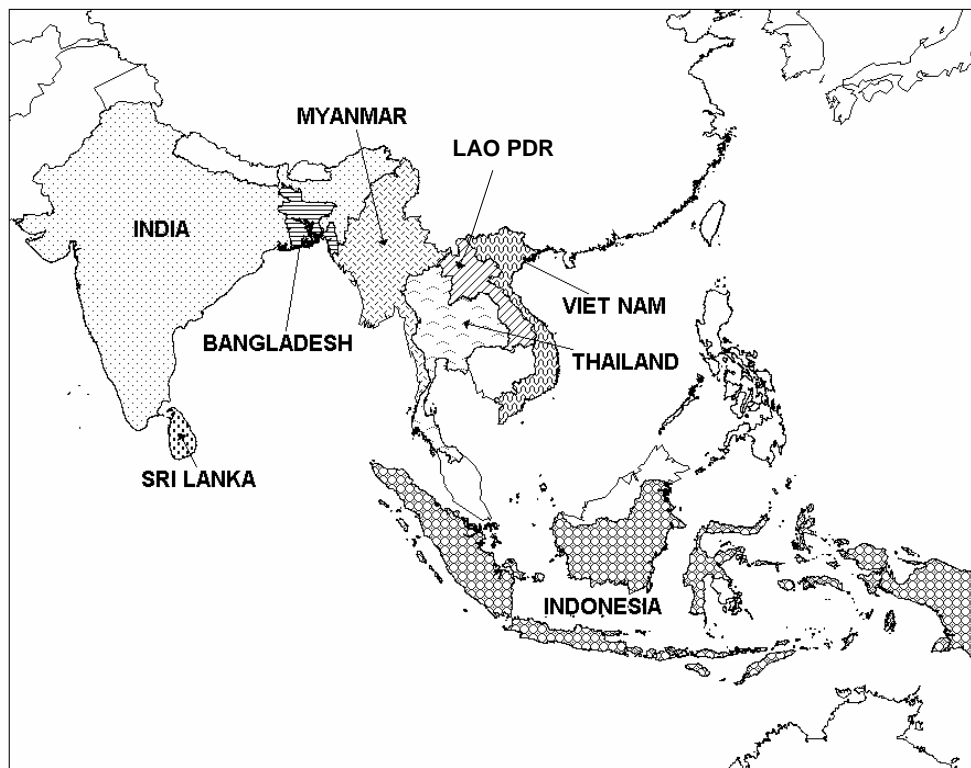 MYANMAR
LAO PDR
INDIA
VIET NAM
BANGLADESH
THAILAND
SRI LANKA
INDONESIA